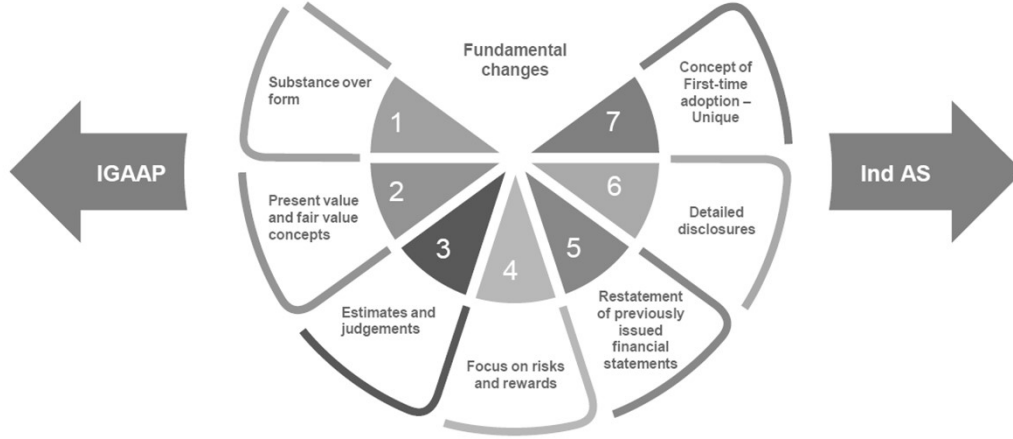 Fundamental
changes
IGAAP
Ind AS
1
Substance over
form
2
Present value
and fair value
concepts
3
Estimates and
judgements
4
Focus on risks
and rewards
5
Restatement
of previously
issued
financial
statements
6
Detailed
disclosures
7
Concept of
First-time
adoption –
Unique